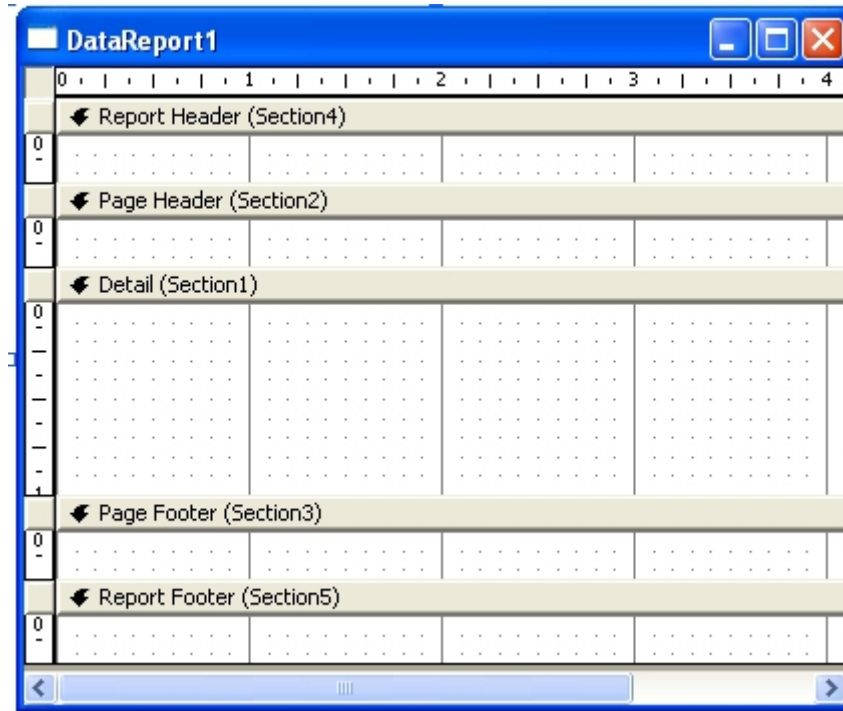 DataReport1
0 1 2 3 4
Report Header (Section4)
0
Page Header (Section2)
0
Detail (Section1)
0
1
Page Footer (Section3)
0
Report Footer (Section5)
0